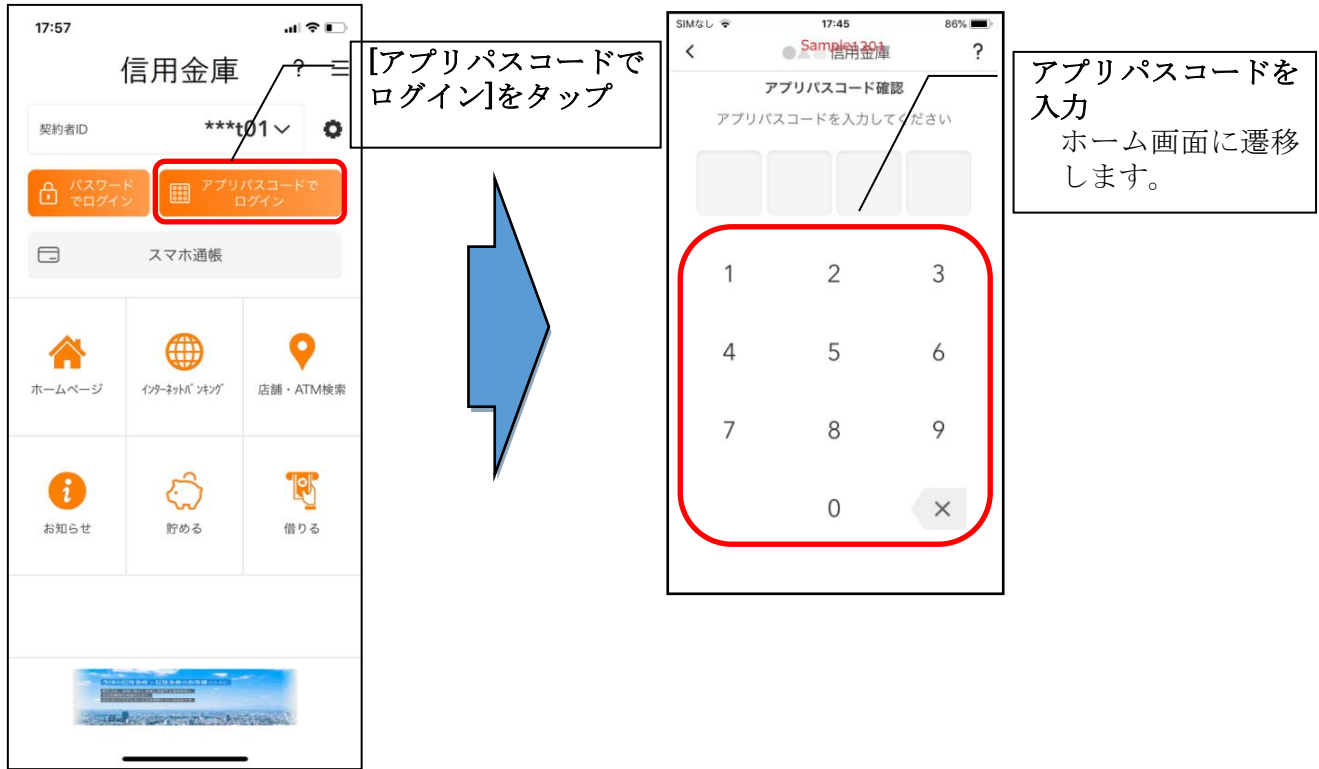 17:57
信用金庫 ?
契約者ID ***t01
パスワード
でログイン
アプリパスコードで
ログイン
スマホ通帳
ホームページ
インターネットバンキング
店舗・ATM検索
お知らせ
貯める
借りる
[アプリパスコードで
ログイン]をタップ
SIMなし 17:45 86%
Sample1201
信用金庫 ?
アプリパスコード確認
アプリパスコードを入力してください
1 2 3
4 5 6
7 8 9
0
アプリパスコードを
入力
ホーム画面に遷移
します。